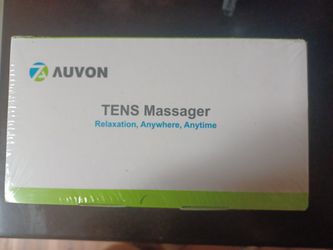 AUVON
TENS Massager
Relaxation, Anywhere, Anytime